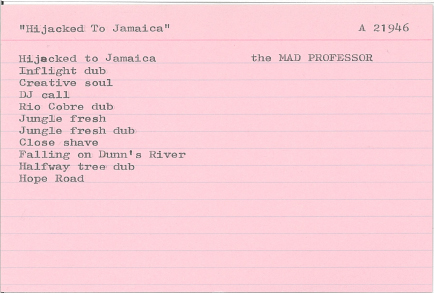 "Hijacked To Jamaica" A 21946
Hijacked to Jamaica the MAD PROFESSOR
Inflight dub
Creative soul
DJ call
Rio Cobre dub
Jungle fresh
Jungle fresh dub
Close shave
Falling on Dunn's River
Halfway tree dub
Hope Road